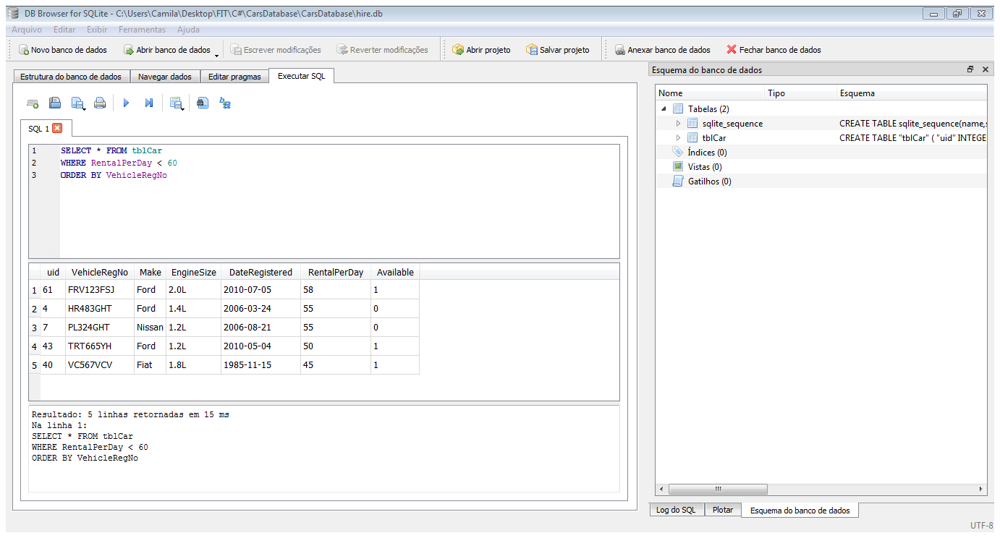 DB Browser for SQLite - C:\Users\Camila\Desktop\FIT\C#\CarsDatabase\CarsDatabase\hire.db
Arquivo Editar Exibir Ferramentas Ajuda
Novo banco de dados Abrir banco de dados Escrever modificações Reverter modificações Abrir projeto Salvar projeto Anexar banco de dados Fechar banco de dados
Estrutura do banco de dados Navegar dados Editar pragmas Executar SQL
SQL 1
1 SELECT * FROM tblCar
2 WHERE RentalPerDay < 60
3 ORDER BY VehicleRegNo
uid VehicleRegNo Make EngineSize DateRegistered RentalPerDay Available
1 61 FRV123FSJ Ford 2.0L 2010-07-05 58 1
2 4 HR483GHT Ford 1.4L 2006-03-24 55 0
3 7 PL324GHT Nissan 1.2L 2006-08-21 55 0
4 43 TRT665YH Ford 1.2L 2010-05-04 50 1
5 40 VC567VCV Fiat 1.8L 1985-11-15 45 1
Resultado: 5 linhas retornadas em 15 ms
Na linha 1:
SELECT * FROM tblCar
WHERE RentalPerDay < 60
ORDER BY VehicleRegNo
Esquema do banco de dados
Nome Tipo Esquema
Tabelas (2)
sqlite_sequence CREATE TABLE sqlite_sequence(name,s
tblCar CREATE TABLE "tblCar" ( "uid" INTEGE
Índices (0)
Vistas (0)
Gatilhos (0)
Log do SQL Plotar Esquema do banco de dados
UTF-8